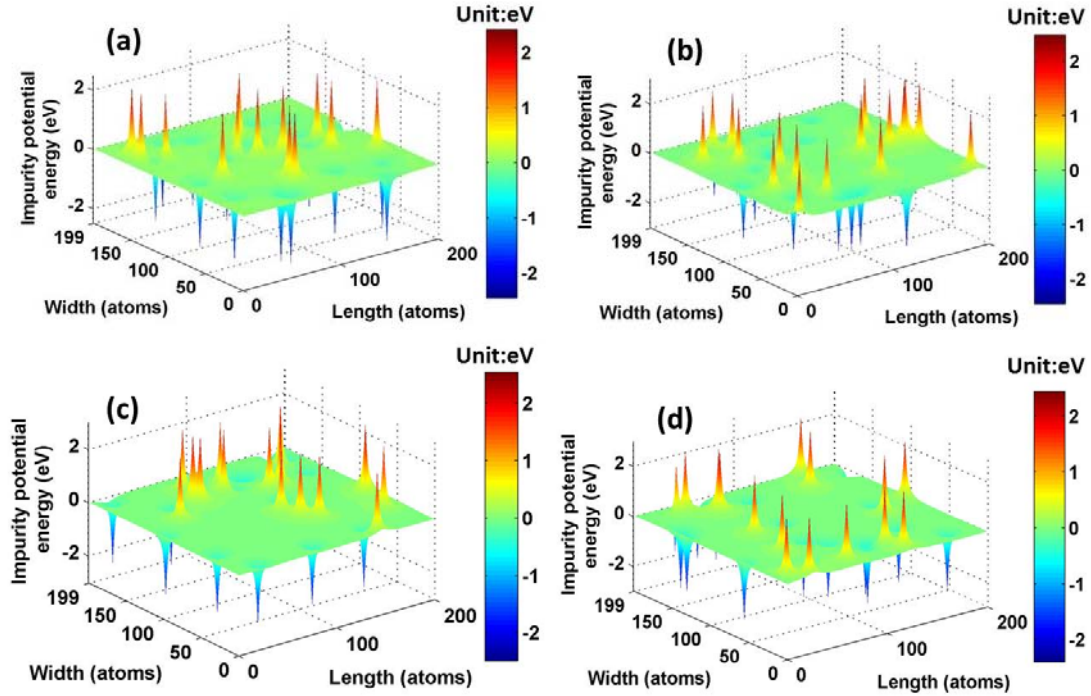 Unit:eV
(a)
Impurity potential
energy (eV)
2
0
-2
199
150
100
50
0
0
100
200
Width (atoms)
Length (atoms)
2
1
0
-1
-2
Unit:eV
(b)
Impurity potential
energy (eV)
2
0
-2
199
150
100
50
0
0
100
200
Width (atoms)
Length (atoms)
2
1
0
-1
-2
Unit:eV
(c)
Impurity potential
energy (eV)
2
0
-2
199
150
100
50
0
0
100
200
Width (atoms)
Length (atoms)
2
1
0
-1
-2
Unit:eV
(d)
Impurity potential
energy (eV)
2
0
-2
199
150
100
50
0
0
100
200
Width (atoms)
Length (atoms)
2
1
0
-1
-2